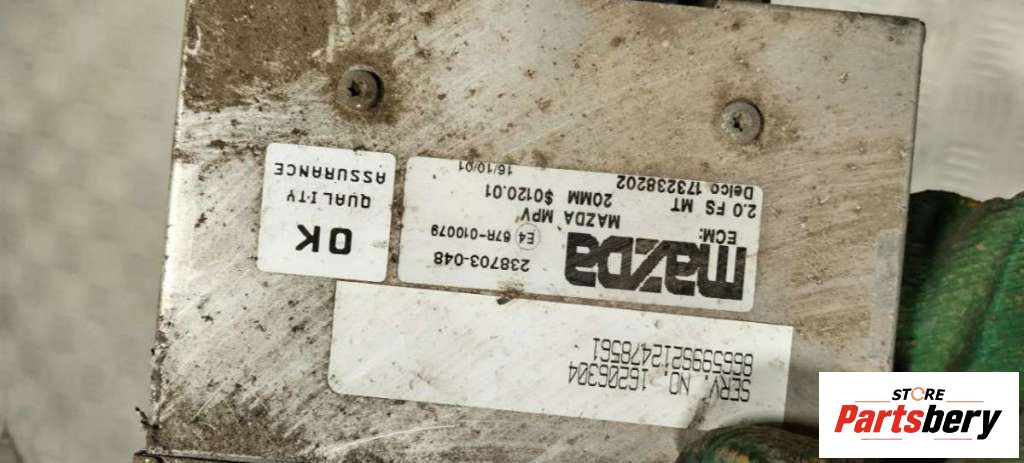 SERV. NO 16206304
866599S212478561
mazDa
238703-048
E4 67R-010079
ECM: MAZDA MPV
2.0 FS MT 20MM $0120.01
Delco 173238202 16/10/01
OK
QUALITY
ASSURANCE
STORE
Partsbery